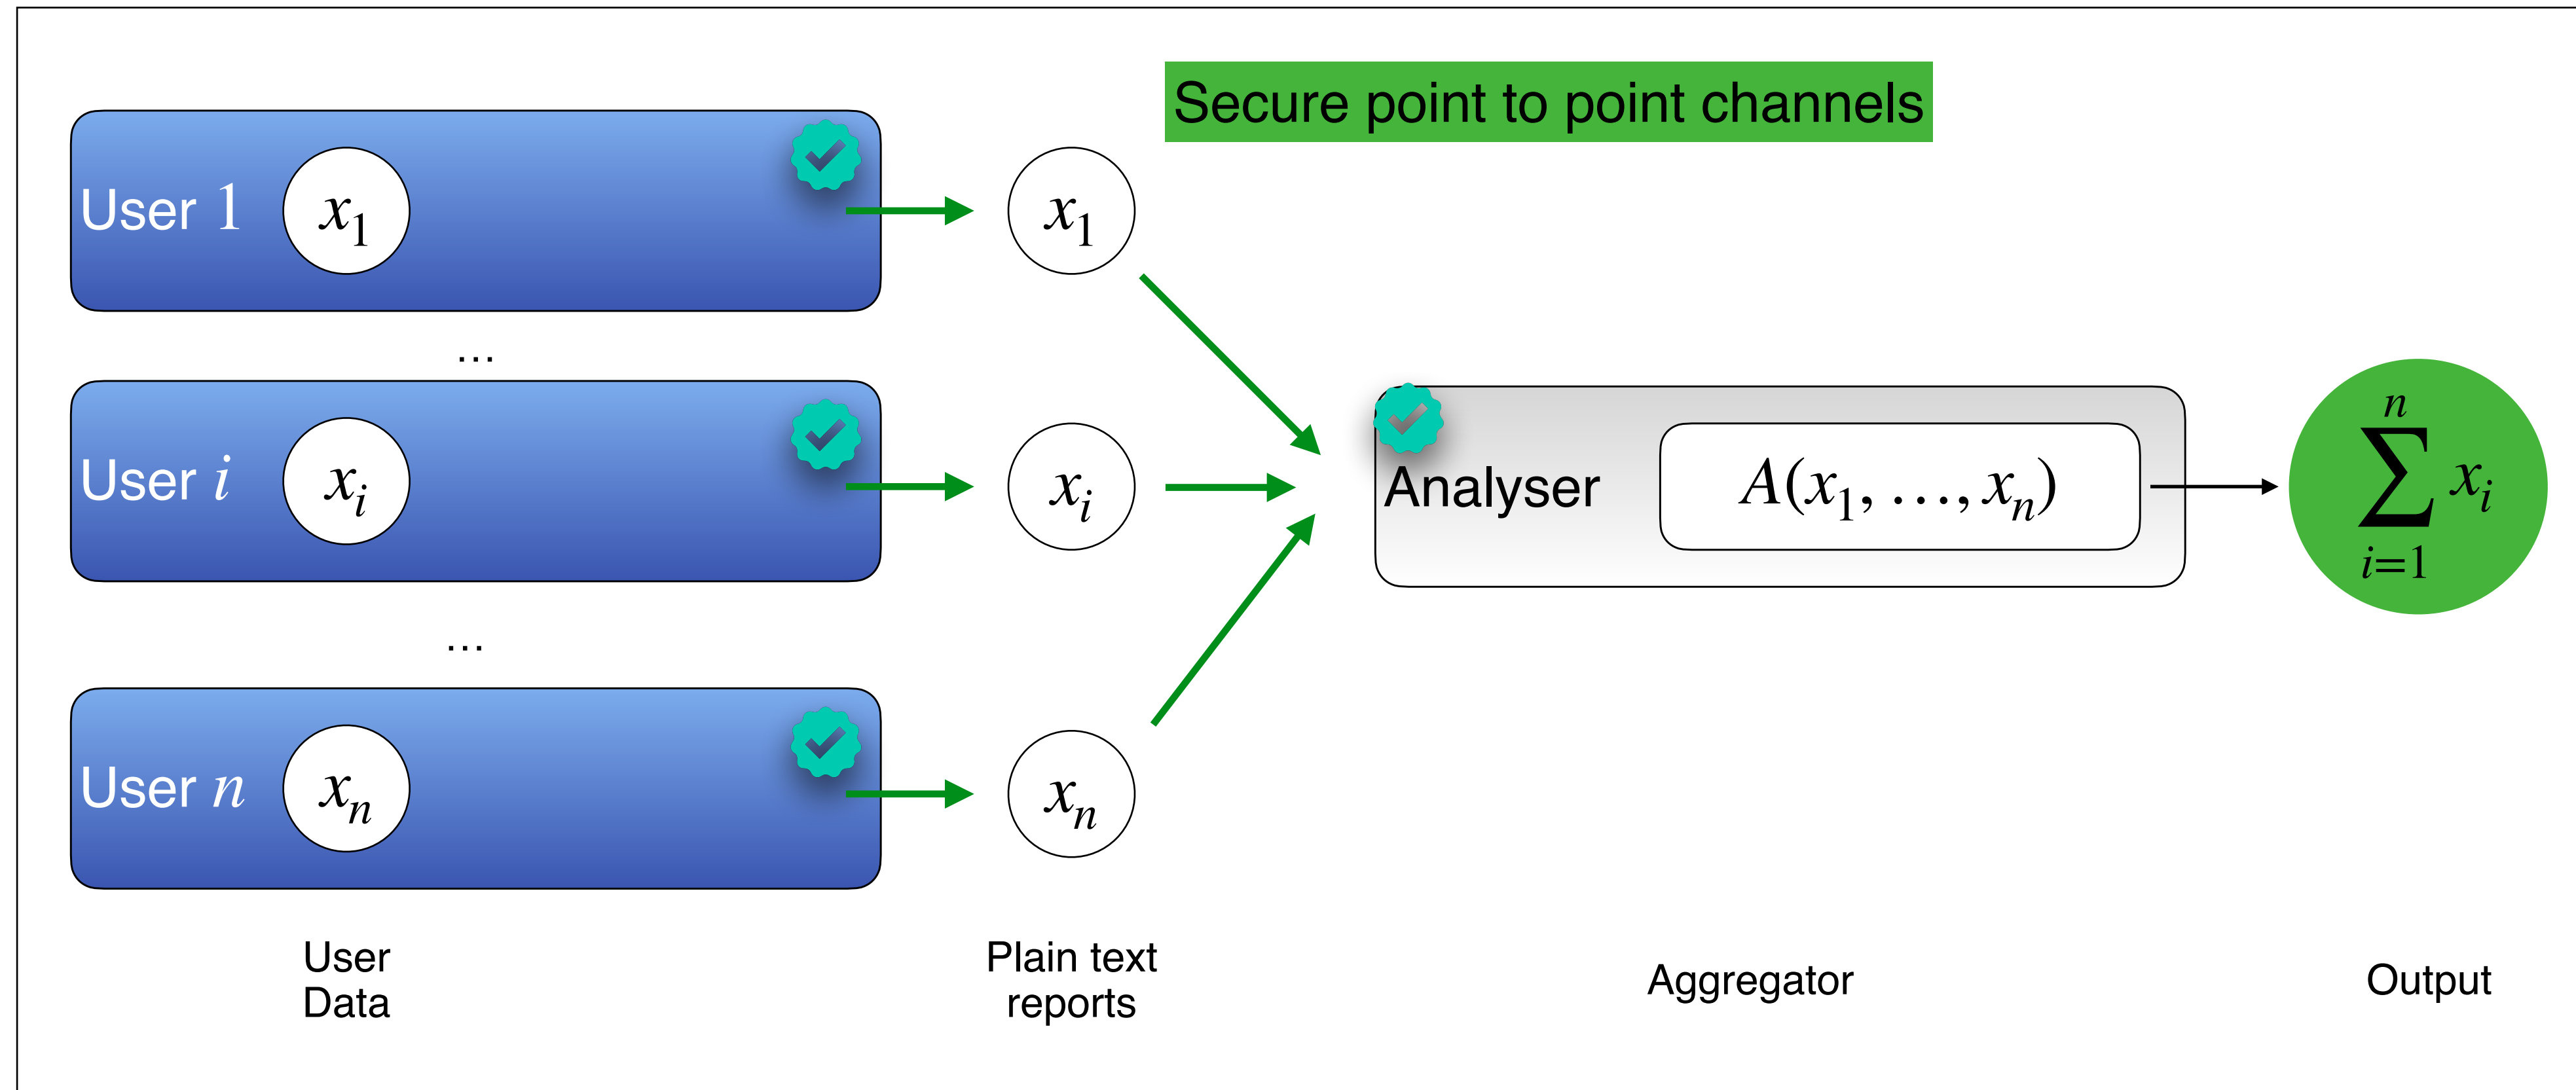 Secure point to point channels
User 1 x₁
x₁
...
User i xᵢ
xᵢ
Analyser A(x₁, …, xₙ)
n
∑ xᵢ
i=1
...
User n xₙ
xₙ
User
Data
Plain text
reports
Aggregator
Output